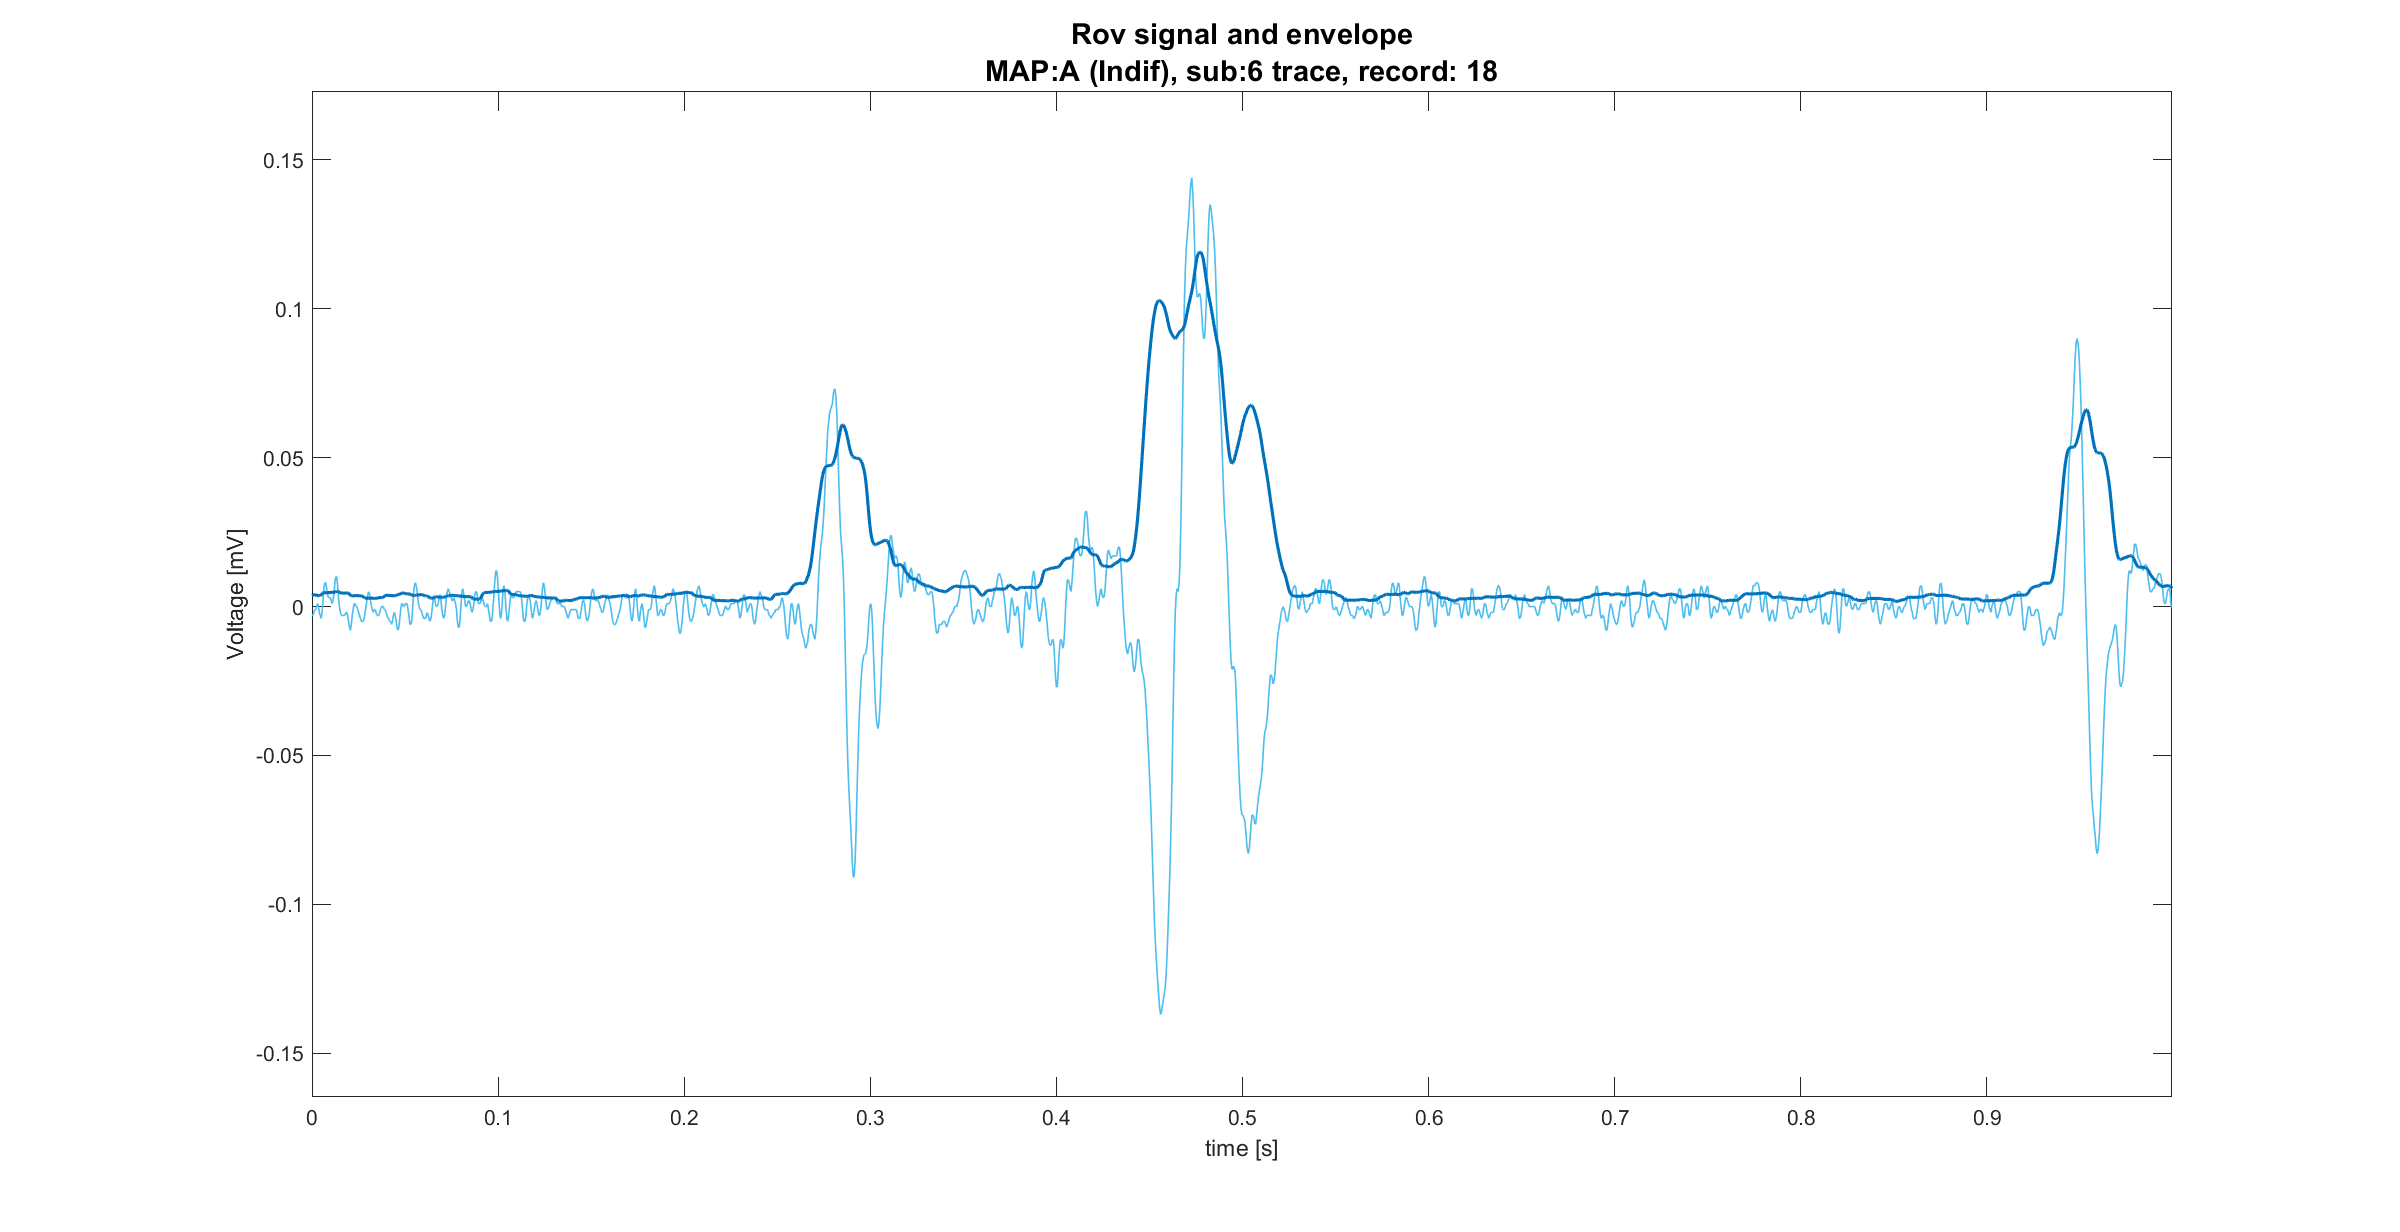 Rov signal and envelope
MAP:A (Indif), sub:6 trace, record: 18
0.15
0.1
0.05
0
-0.05
-0.1
-0.15
Voltage [mV]
0 0.1 0.2 0.3 0.4 0.5 0.6 0.7 0.8 0.9
time [s]